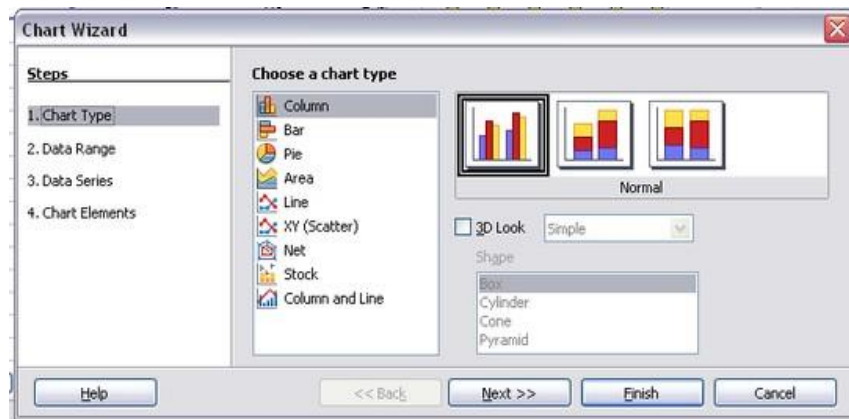 Chart Wizard
Steps
1. Chart Type
2. Data Range
3. Data Series
4. Chart Elements
Choose a chart type
Column
Bar
Pie
Area
Line
XY (Scatter)
Net
Stock
Column and Line
Normal
3D Look
Simple
Shape
Box
Cylinder
Cone
Pyramid
Help
<< Back
Next >>
Finish
Cancel